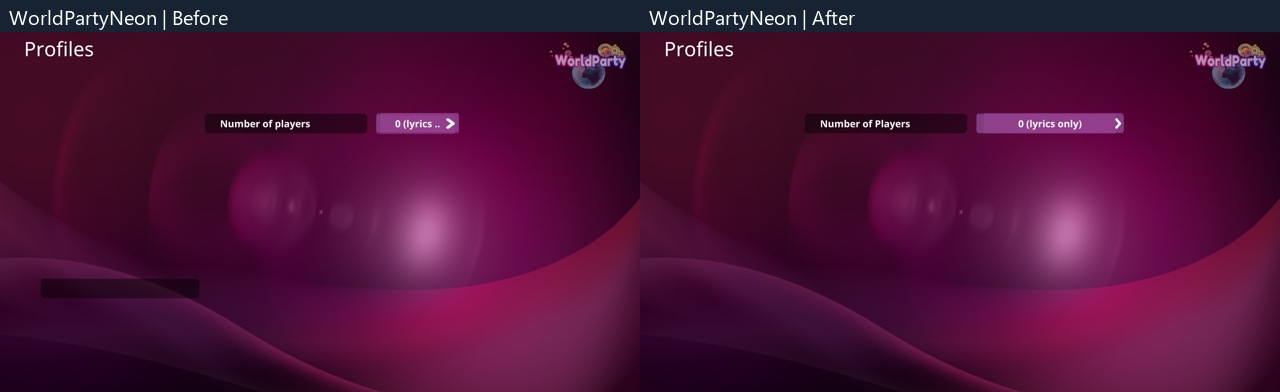 WorldPartyNeon | Before
Profiles
WorldParty
Number of players
0 (lyrics ..
WorldPartyNeon | After
Profiles
WorldParty
Number of Players
0 (lyrics only)